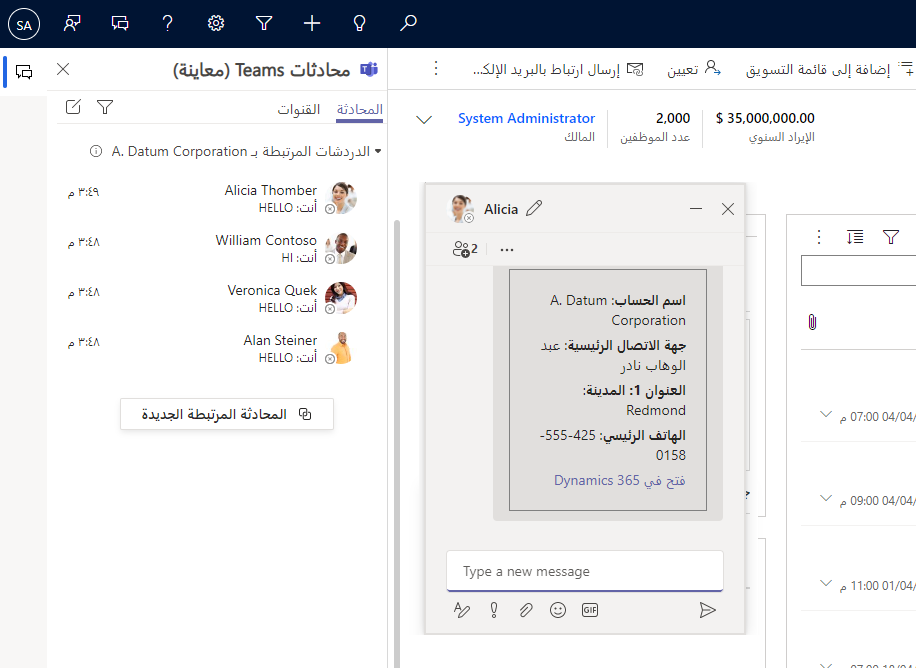 SA
محادثات Teams (معاينة)
المحادثة
القنوات
الدردشات المرتبطة بـ A. Datum Corporation
Alicia Thomber
٣:٤٩ م
أنت: HELLO
William Contoso
٣:٤٨ م
أنت: HI
Veronica Quek
٣:٤٨ م
أنت: HELLO
Alan Steiner
٣:٤٨ م
أنت: HELLO
المحادثة المرتبطة الجديدة
إضافة إلى قائمة التسويق
تعيين
إرسال ارتباط بالبريد الإلك...
$ 35,000,000.00
الإيراد السنوي
2,000
عدد الموظفين
System Administrator
المالك
Alicia
2
اسم الحساب: A. Datum
Corporation
جهة الاتصال الرئيسية: عبد
الوهاب نادر
العنوان 1: المدينة:
Redmond
الهاتف الرئيسي: 425-555-
0158
فتح في Dynamics 365
Type a new message
GIF
04/04/ 07:00 م
04/04/ 09:00 م
01/04/ 11:00 م